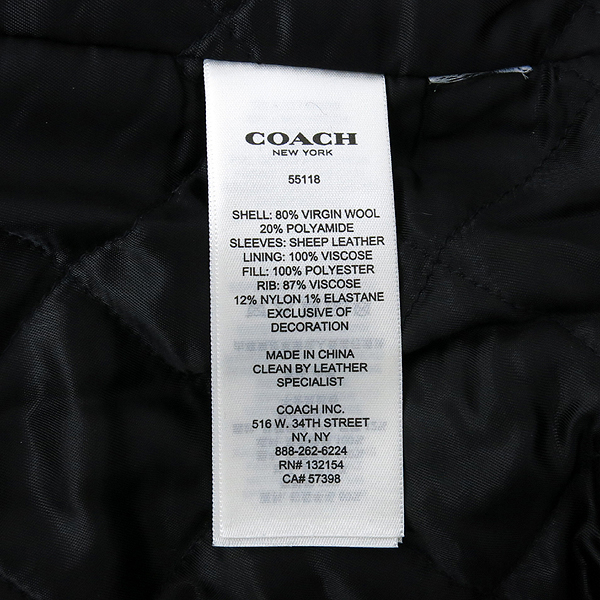 COACH
NEW YORK
55118
SHELL: 80% VIRGIN WOOL
20% POLYAMIDE
SLEEVES: SHEEP LEATHER
LINING: 100% VISCOSE
FILL: 100% POLYESTER
RIB: 87% VISCOSE
12% NYLON 1% ELASTANE
EXCLUSIVE OF
DECORATION
MADE IN CHINA
CLEAN BY LEATHER
SPECIALIST
COACH INC.
516 W. 34TH STREET
NY, NY
888-262-6224
RN# 132154
CA# 57398